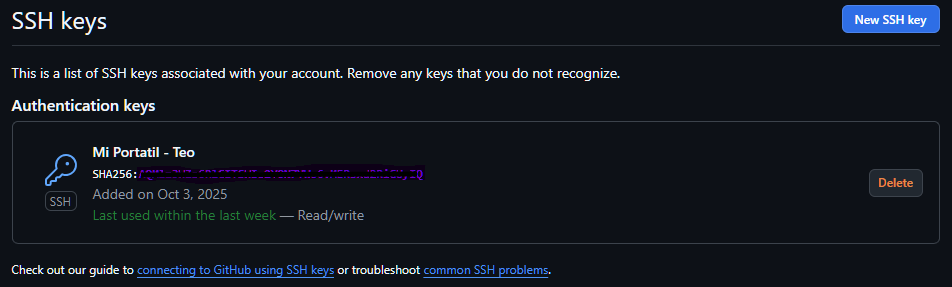 SSH keys
New SSH key
This is a list of SSH keys associated with your account. Remove any keys that you do not recognize.
Authentication keys
Mi Portatil - Teo
SHA256:
SSH
Added on Oct 3, 2025
Last used within the last week — Read/write
Delete
Check out our guide to connecting to GitHub using SSH keys or troubleshoot common SSH problems.